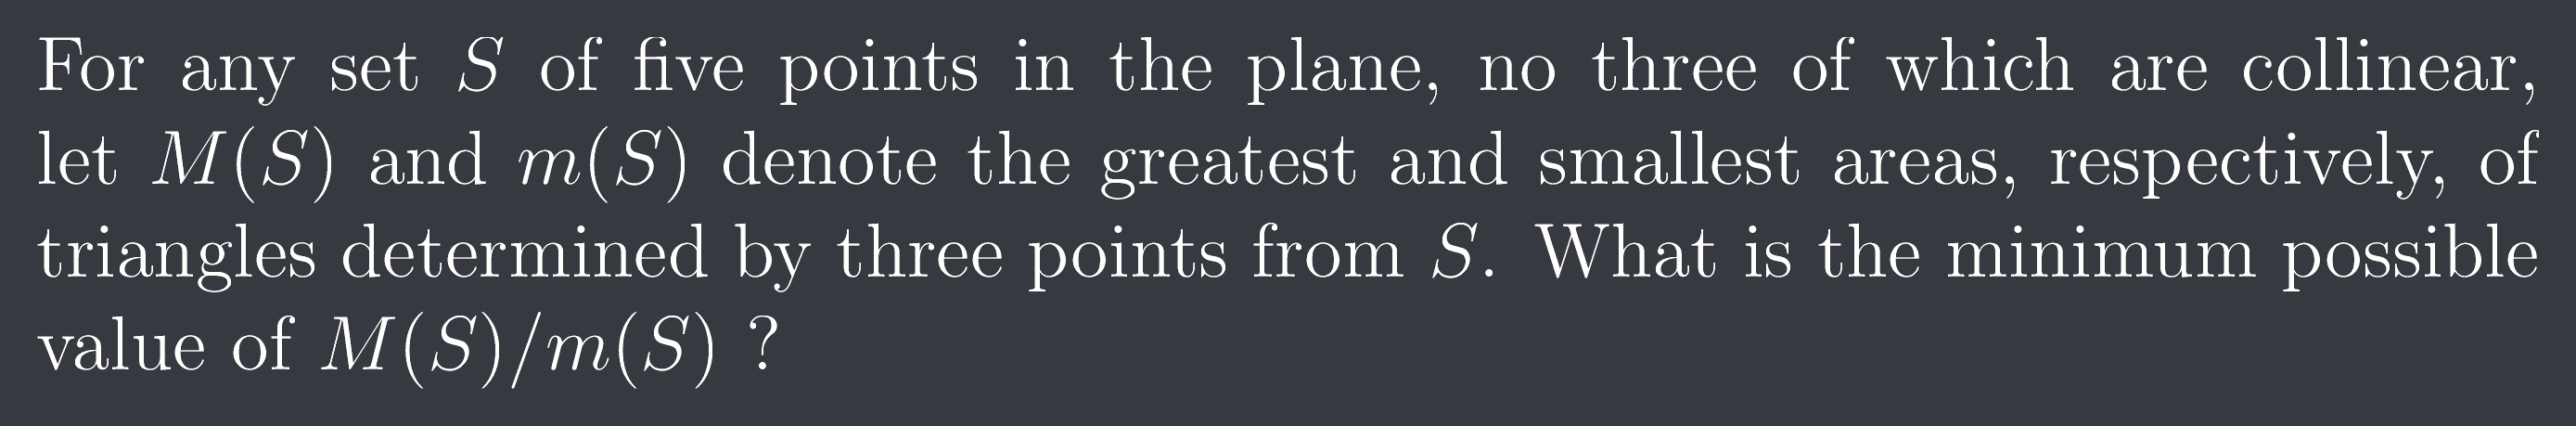 For any set S of five points in the plane, no three of which are collinear,
let M(S) and m(S) denote the greatest and smallest areas, respectively, of
triangles determined by three points from S. What is the minimum possible
value of M(S)/m(S) ?